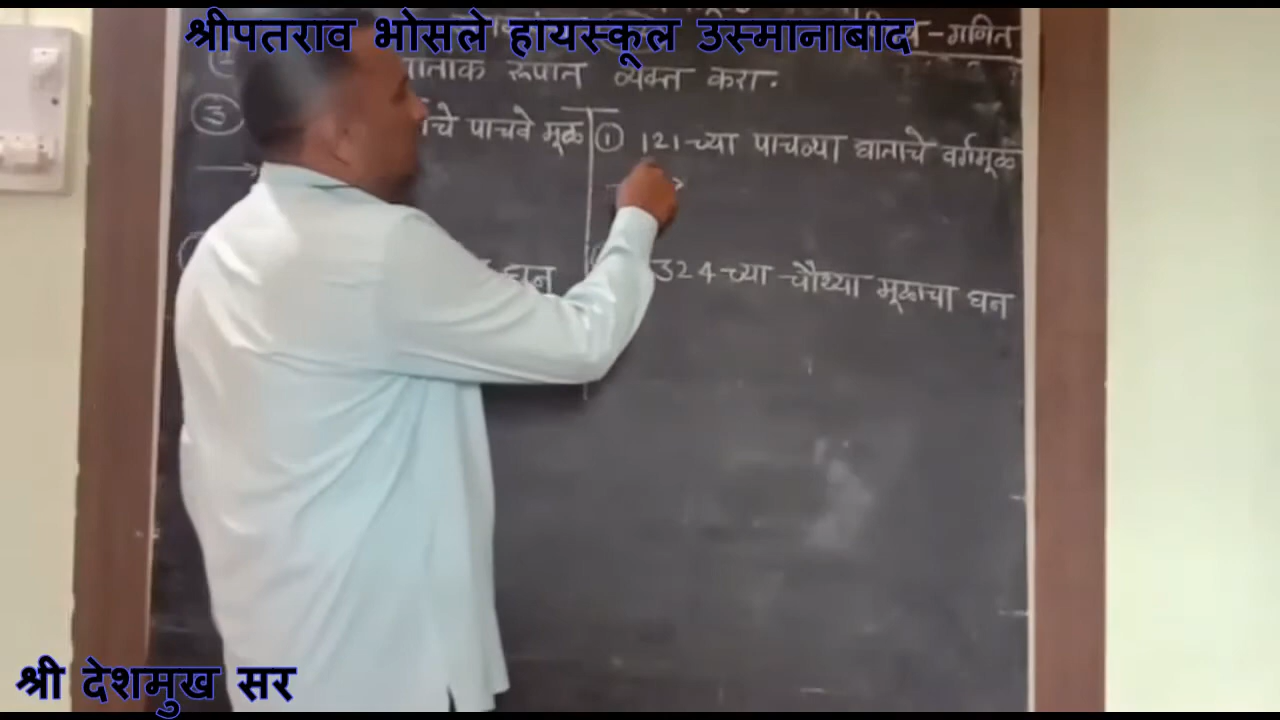 श्रीपतराव भोसले हायस्कूल उस्मानाबाद
-गणित
रूपात व्यक्त करा.
③ चे पाचवे मूळ
① 121-च्या पाचव्या घाताचे वर्गमूळ
घन
324-च्या चौथ्या मूळाचा घन
श्री देशमुख सर